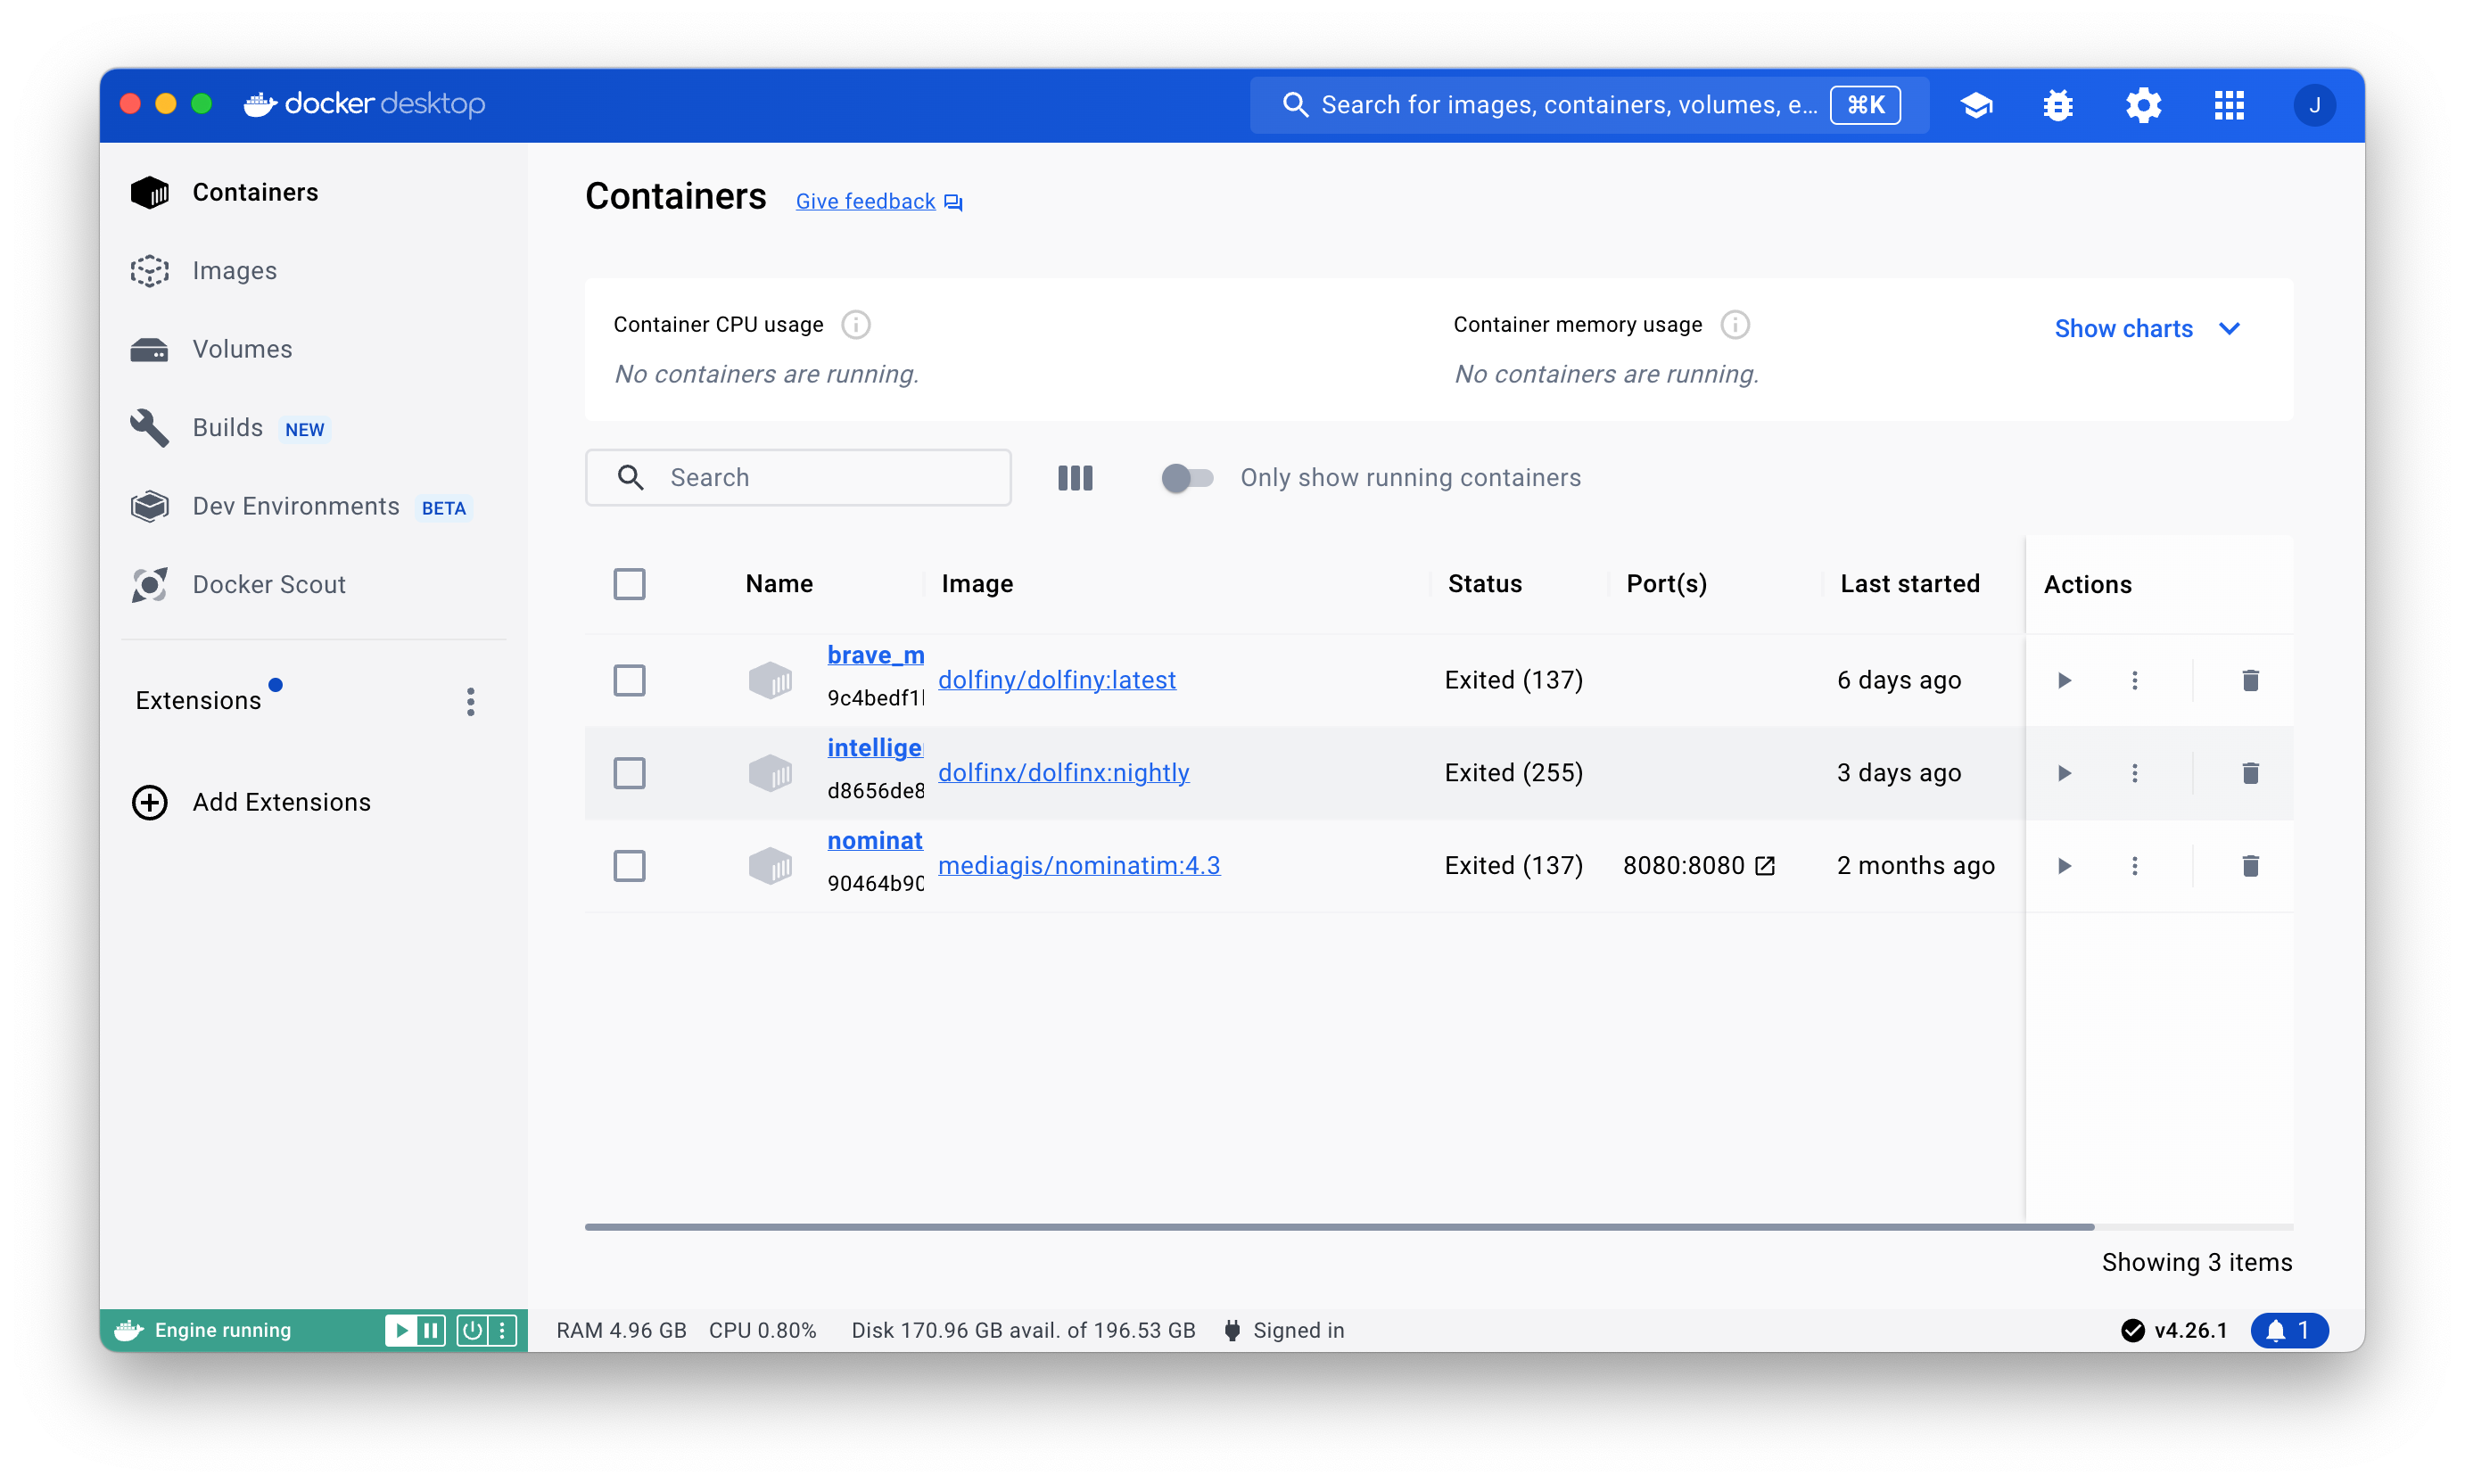 docker desktop
Search for images, containers, volumes, e... ⌘K
J
Containers
Images
Volumes
Builds NEW
Dev Environments BETA
Docker Scout
Extensions
Add Extensions
Containers Give feedback
Container CPU usage
No containers are running.
Container memory usage
No containers are running.
Show charts
Search
Only show running containers
Name Image Status Port(s) Last started Actions
brave_m
9c4bedf1
dolfiny/dolfiny:latest Exited (137) 6 days ago
intellige
d8656de8
dolfinx/dolfinx:nightly Exited (255) 3 days ago
nominat
90464b90
mediagis/nominatim:4.3 Exited (137) 8080:8080 2 months ago
Showing 3 items
Engine running
RAM 4.96 GB CPU 0.80% Disk 170.96 GB avail. of 196.53 GB Signed in
v4.26.1
1